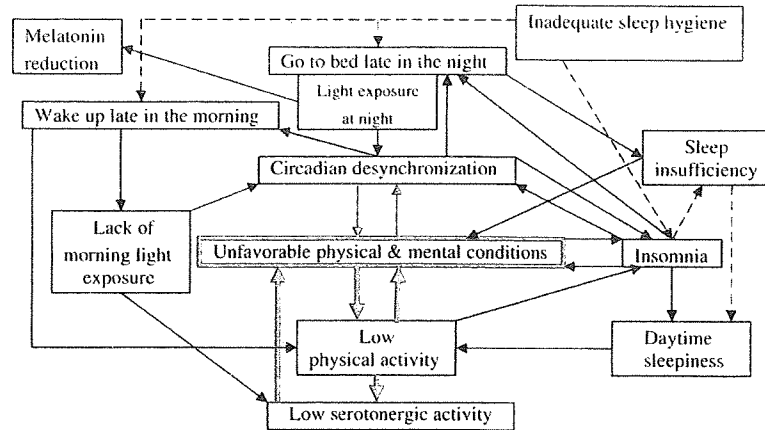 Inadequate sleep hygiene
Melatonin
reduction
Go to bed late in the night
Light exposure
at night
Wake up late in the morning
Sleep
insufficiency
Circadian desynchronization
Lack of
morning light
exposure
Unfavorable physical & mental conditions
Insomnia
Low
physical activity
Daytime
sleepiness
Low serotonergic activity